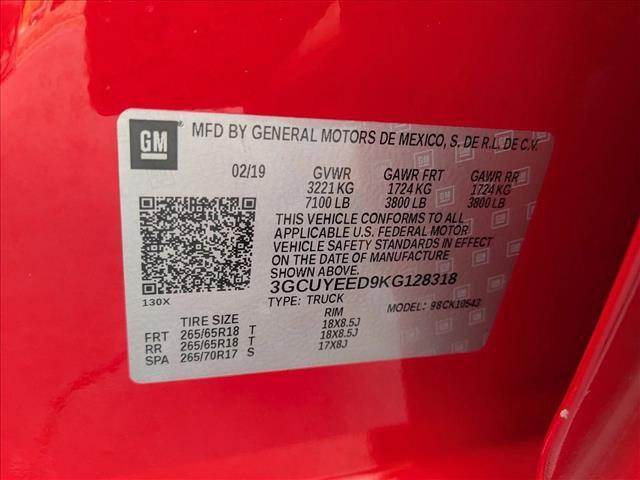 GM ® MFD BY GENERAL MOTORS DE MEXICO, S. DE R.L. DE C.V.
02/19 GVWR GAWR FRT GAWR RR
3221 KG 1724 KG 1724 KG
7100 LB 3800 LB 3800 LB
THIS VEHICLE CONFORMS TO ALL
APPLICABLE U.S. FEDERAL MOTOR
VEHICLE SAFETY STANDARDS IN EFFECT
ON THE DATE OF MANUFACTURE
SHOWN ABOVE.
3GCUYEED9KG128318
130X
TYPE: TRUCK MODEL: 98CK10543
TIRE SIZE RIM
FRT 265/65R18 T 18X8.5J
RR 265/65R18 T 18X8.5J
SPA 265/70R17 S 17X8J